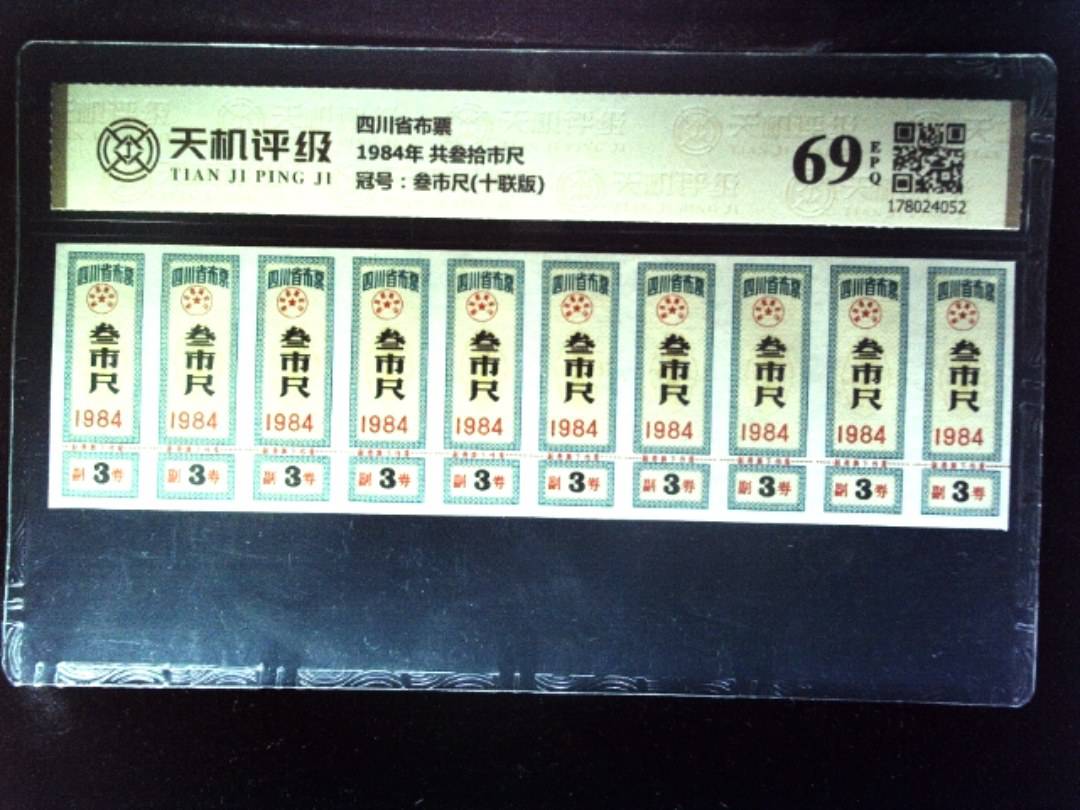 天机评级
TIAN JI PING JI
四川省布票
1984年 共叁拾市尺
冠号：叁市尺(十联版)
69
EPQ
178024052
四川省布票 四川省布票 四川省布票 四川省布票 四川省布票 四川省布票 四川省布票 四川省布票 四川省布票 四川省布票
叁市尺 叁市尺 叁市尺 叁市尺 叁市尺 叁市尺 叁市尺 叁市尺 叁市尺 叁市尺
1984 1984 1984 1984 1984 1984 1984 1984 1984 1984
副3券 副3券 副3券 副3券 副3券 副3券 副3券 副3券 副3券 副3券